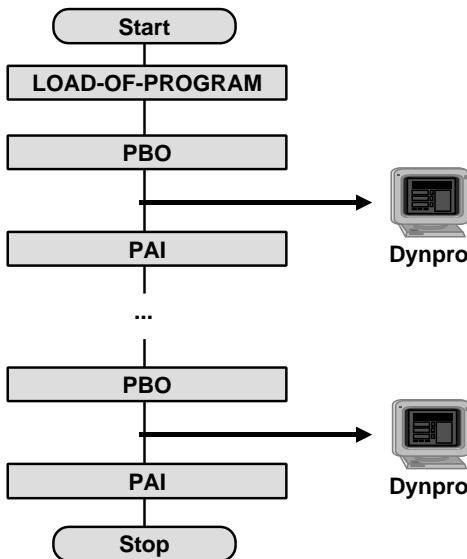 Start
LOAD-OF-PROGRAM
PBO
Dynpro
PAI
...
PBO
Dynpro
PAI
Stop